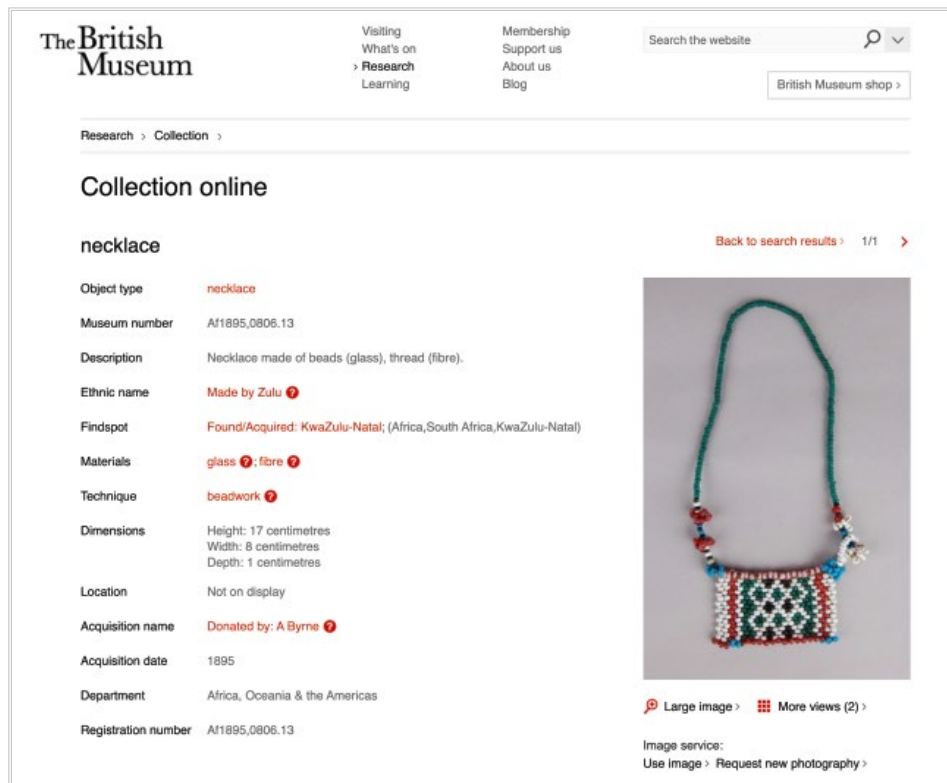 The British
Museum
Visiting
What's on
› Research
Learning
Membership
Support us
About us
Blog
Search the website
British Museum shop ›
Research › Collection ›
Collection online
necklace
Back to search results › 1/1 ›
Object type necklace
Museum number Af1895,0806.13
Description Necklace made of beads (glass), thread (fibre).
Ethnic name Made by Zulu ?
Findspot Found/Acquired: KwaZulu-Natal; (Africa,South Africa,KwaZulu-Natal)
Materials glass ?; fibre ?
Technique beadwork ?
Dimensions Height: 17 centimetres
Width: 8 centimetres
Depth: 1 centimetres
Location Not on display
Acquisition name Donated by: A Byrne ?
Acquisition date 1895
Department Africa, Oceania & the Americas
Registration number Af1895,0806.13
Large image › More views (2) ›
Image service:
Use image › Request new photography ›